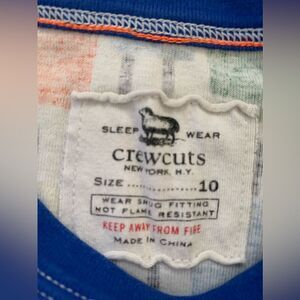 SLEEP WEAR
crewcuts
NEW YORK, N.Y.
SIZE ............... 10
WEAR SNUG FITTING
NOT FLAME RESISTANT
KEEP AWAY FROM FIRE
MADE IN CHINA